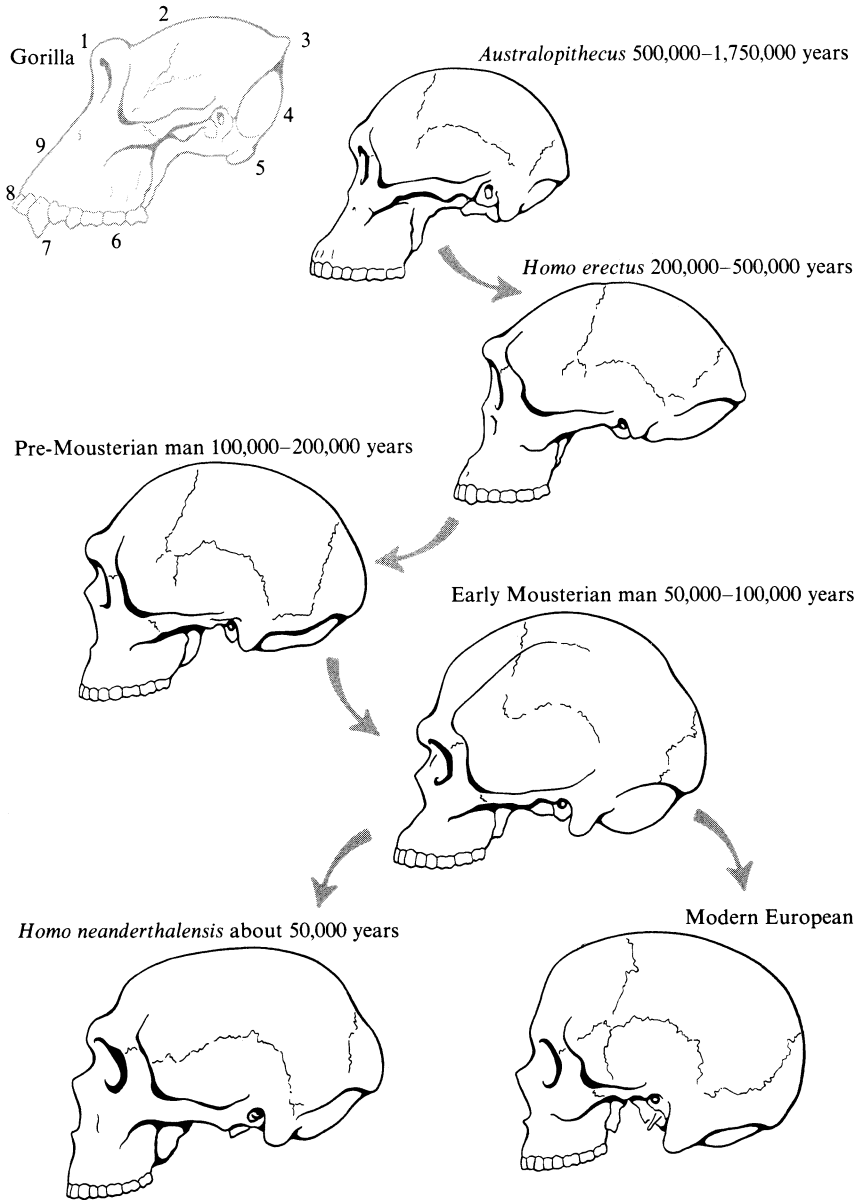 2
1
3
Gorilla
Australopithecus 500,000–1,750,000 years
4
9
5
8
7
6
Homo erectus 200,000–500,000 years
Pre-Mousterian man 100,000–200,000 years
Early Mousterian man 50,000–100,000 years
Homo neanderthalensis about 50,000 years
Modern European